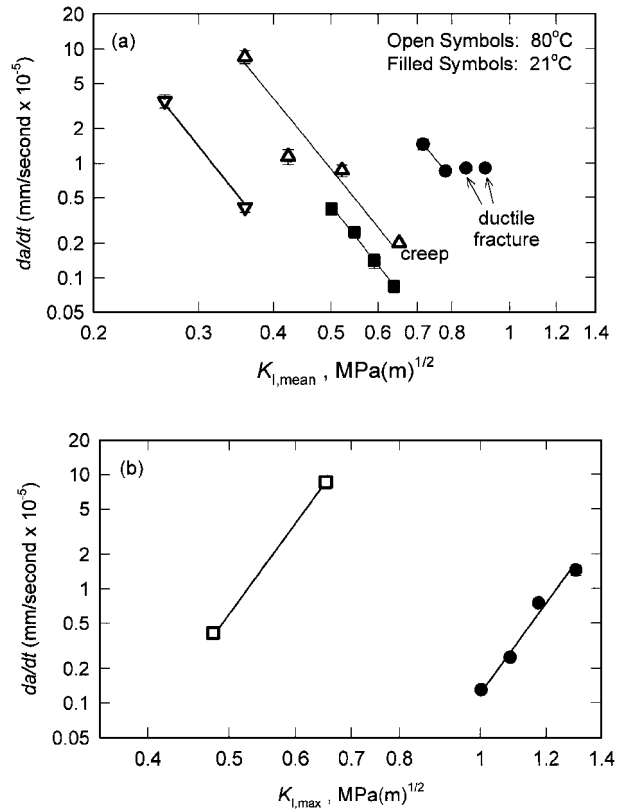 (a)
Open Symbols: 80°C
Filled Symbols: 21°C
20
10
5
2
1
0.5
0.2
0.1
0.05
da/dt (mm/second x 10⁻⁵)
ductile
fracture
creep
0.2 0.3 0.4 0.5 0.6 0.7 0.8 1 1.2 1.4
K_I,mean , MPa(m)^1/2
(b)
20
10
5
2
1
0.5
0.2
0.1
0.05
da/dt (mm/second x 10⁻⁵)
0.4 0.5 0.6 0.7 0.8 1 1.2 1.4
K_I,max , MPa(m)^1/2